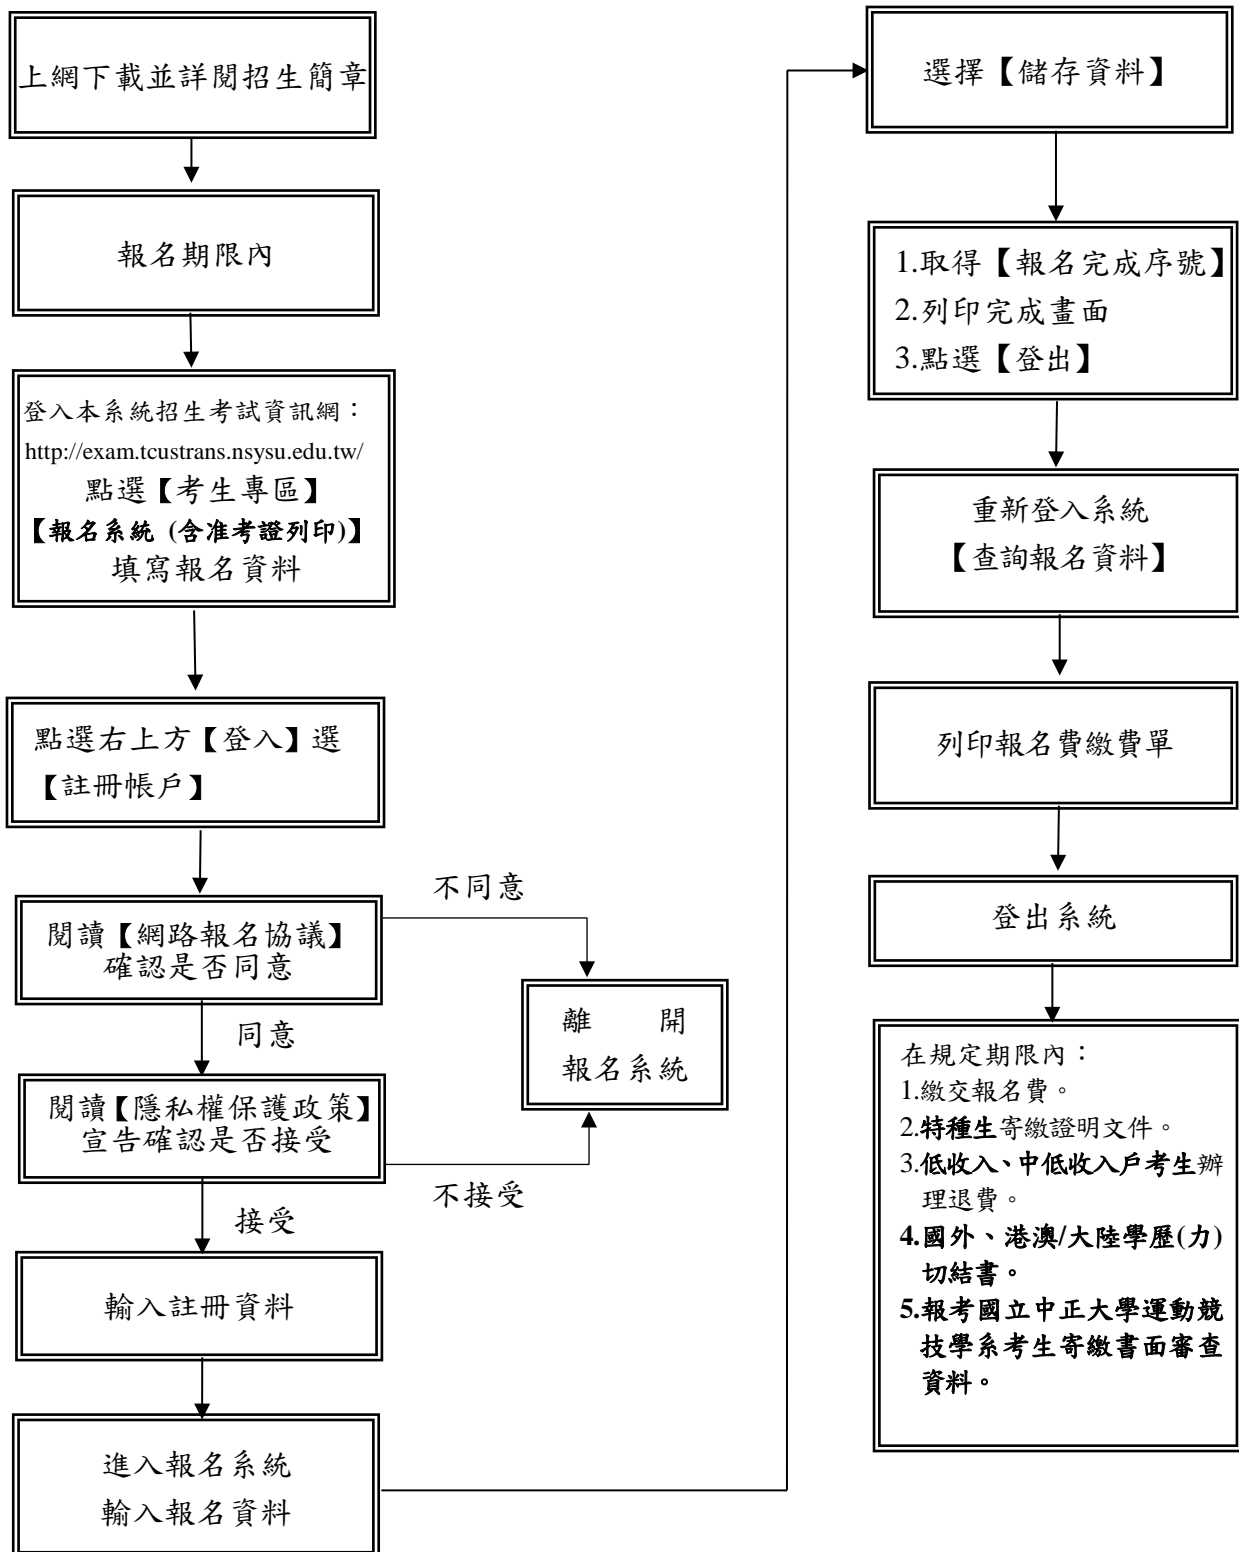 上網下載並詳閱招生簡章
報名期限內
登入本系統招生考試資訊網：
http://exam.tcustrans.nsysu.edu.tw/
點選【考生專區】
【報名系統 (含准考證列印)】
填寫報名資料
點選右上方【登入】選
【註冊帳戶】
不同意
閱讀【網路報名協議】
確認是否同意
離　　開
報名系統
同意
閱讀【隱私權保護政策】
宣告確認是否接受
不接受
接受
輸入註冊資料
進入報名系統
輸入報名資料
選擇【儲存資料】
1.取得【報名完成序號】
2.列印完成畫面
3.點選【登出】
重新登入系統
【查詢報名資料】
列印報名費繳費單
登出系統
在規定期限內：
1.繳交報名費。
2.特種生寄繳證明文件。
3.低收入、中低收入戶考生辦
理退費。
4.國外、港澳/大陸學歷(力)
切結書。
5.報考國立中正大學運動競
技學系考生寄繳書面審查
資料。